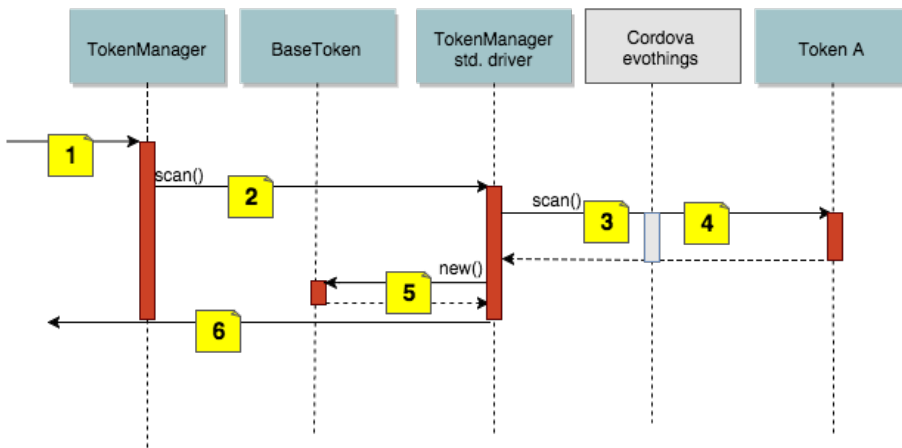 TokenManager
BaseToken
TokenManager
std. driver
Cordova
evothings
Token A
1
scan()
2
scan()
3
4
new()
5
6